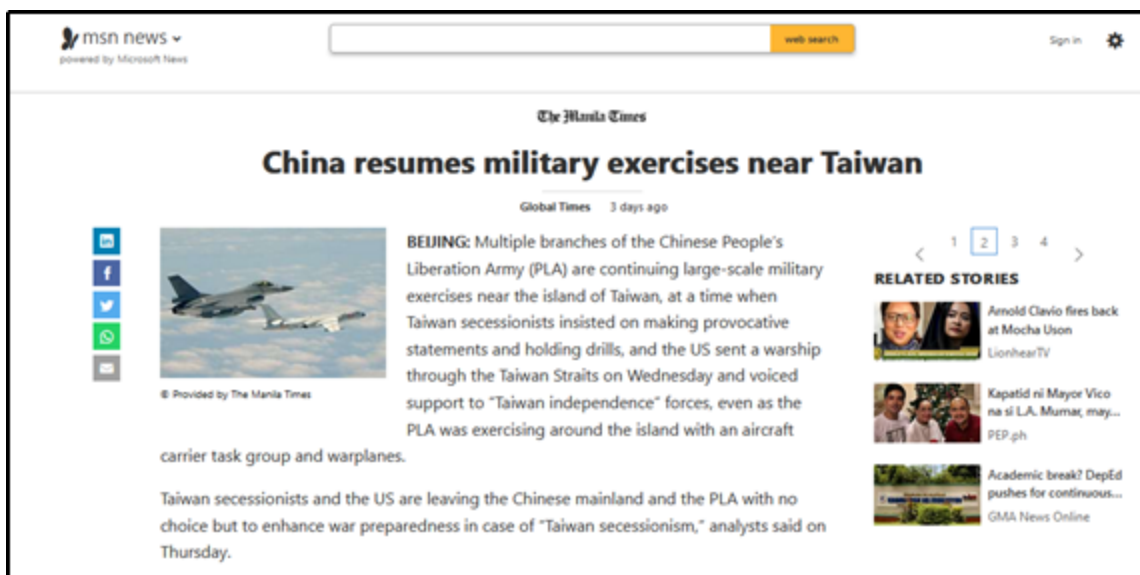 msn news
powered by Microsoft News
web search
Sign in
The Manila Times
China resumes military exercises near Taiwan
Global Times 3 days ago
BEIJING: Multiple branches of the Chinese People's
Liberation Army (PLA) are continuing large-scale military
exercises near the island of Taiwan, at a time when
Taiwan secessionists insisted on making provocative
statements and holding drills, and the US sent a warship
through the Taiwan Straits on Wednesday and voiced
support to "Taiwan independence" forces, even as the
PLA was exercising around the island with an aircraft
carrier task group and warplanes.
© Provided by The Manila Times
Taiwan secessionists and the US are leaving the Chinese mainland and the PLA with no
choice but to enhance war preparedness in case of "Taiwan secessionism," analysts said on
Thursday.
1 2 3 4
RELATED STORIES
Arnold Clavio fires back
at Mocha Uson
LionhearTV
Kapatid ni Mayor Vico
na si L.A. Mumar, may...
PEP.ph
Academic break? DepEd
pushes for continuous...
GMA News Online